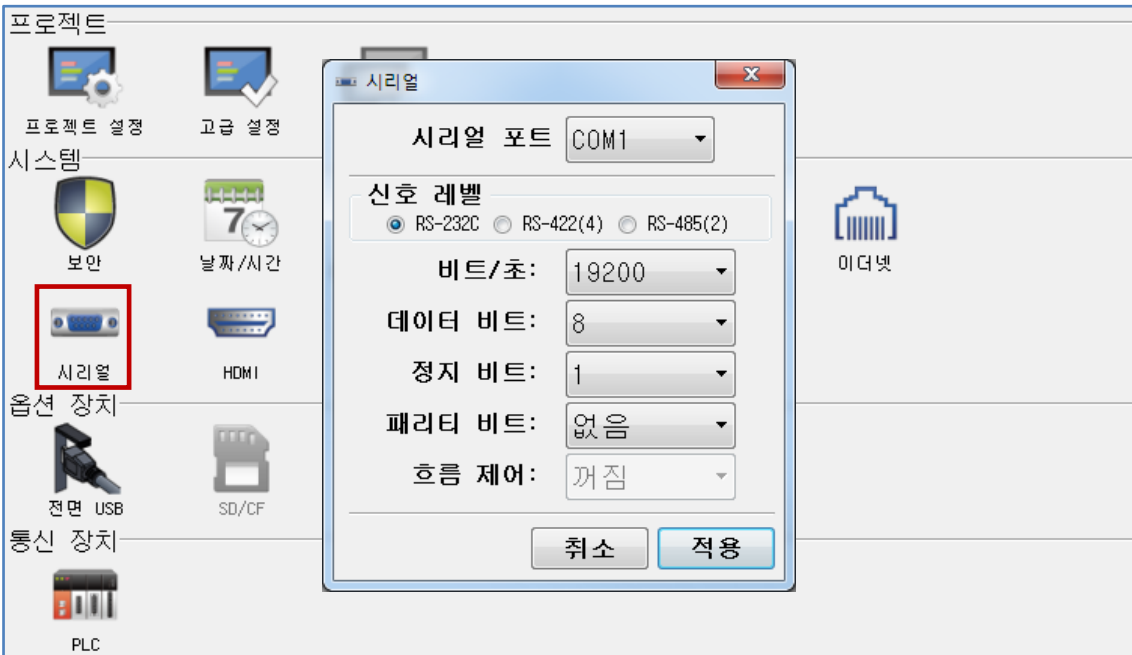 프로젝트
프로젝트 설정
고급 설정
시스템
보안
7
날짜/시간
이더넷
시리얼
HDMI
옵션 장치
전면 USB
SD/CF
통신 장치
PLC
시리얼
시리얼 포트 COM1
신호 레벨
RS-232C RS-422(4) RS-485(2)
비트/초: 19200
데이터 비트: 8
정지 비트: 1
패리티 비트: 없음
흐름 제어: 꺼짐
취소 적용